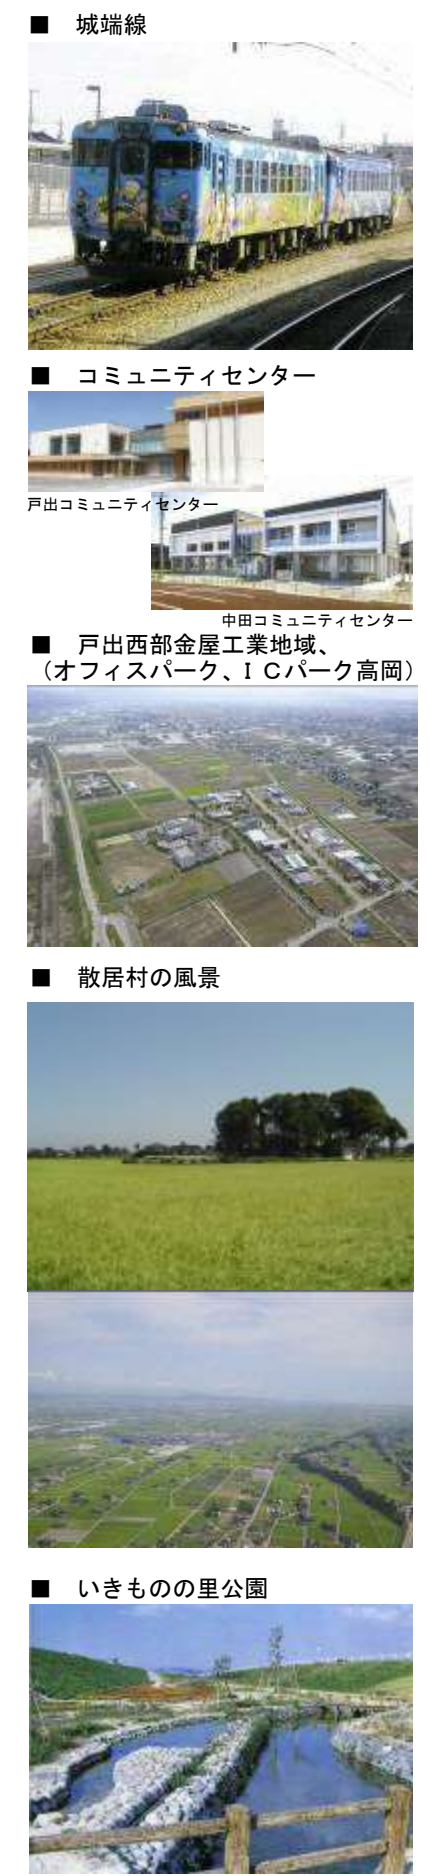 ■　城端線
■　コミュニティセンター
戸出コミュニティセンター
中田コミュニティセンター
■　戸出西部金屋工業地域、
（オフィスパーク、ＩＣパーク高岡）
■　散居村の風景
■　いきものの里公園